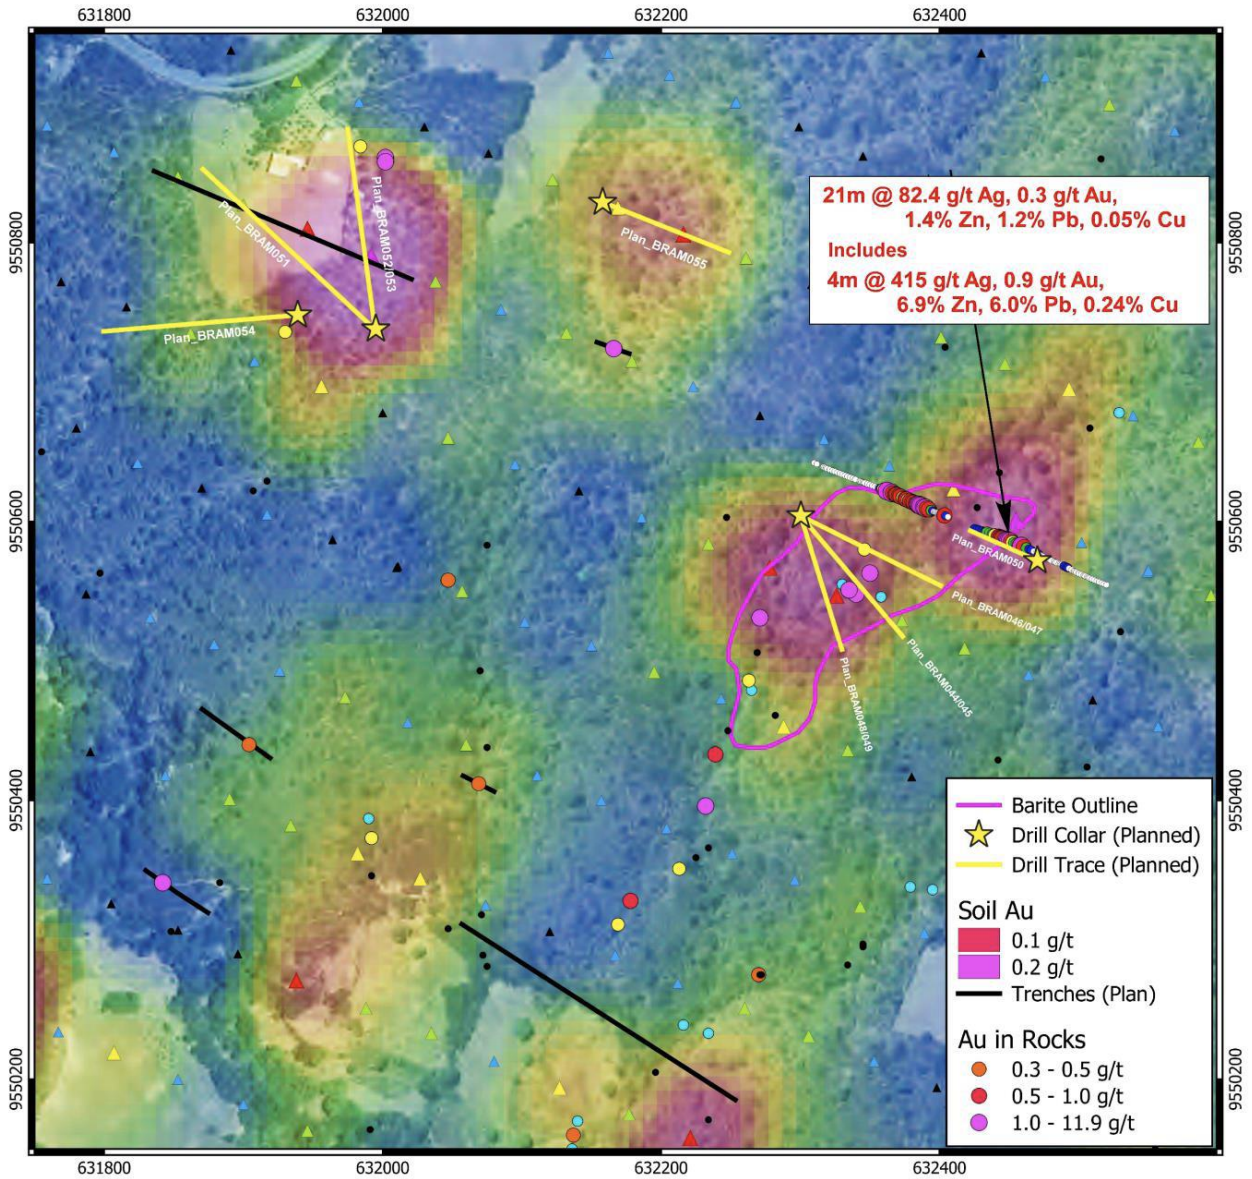 631800
632000
632200
632400
9550800
9550800
21m @ 82.4 g/t Ag, 0.3 g/t Au,
1.4% Zn, 1.2% Pb, 0.05% Cu
Includes
4m @ 415 g/t Ag, 0.9 g/t Au,
6.9% Zn, 6.0% Pb, 0.24% Cu
Plan_BRAM051
Plan_BRAM052/053
Plan_BRAM055
Plan_BRAM054
9550600
9550600
Plan_BRAM050
Plan_BRAM046/047
Plan_BRAM044/045
Plan_BRAM048/049
9550400
9550400
Barite Outline
Drill Collar (Planned)
Drill Trace (Planned)
Soil Au
0.1 g/t
0.2 g/t
Trenches (Plan)
Au in Rocks
0.3 - 0.5 g/t
0.5 - 1.0 g/t
1.0 - 11.9 g/t
9550200
9550200
631800
632000
632200
632400